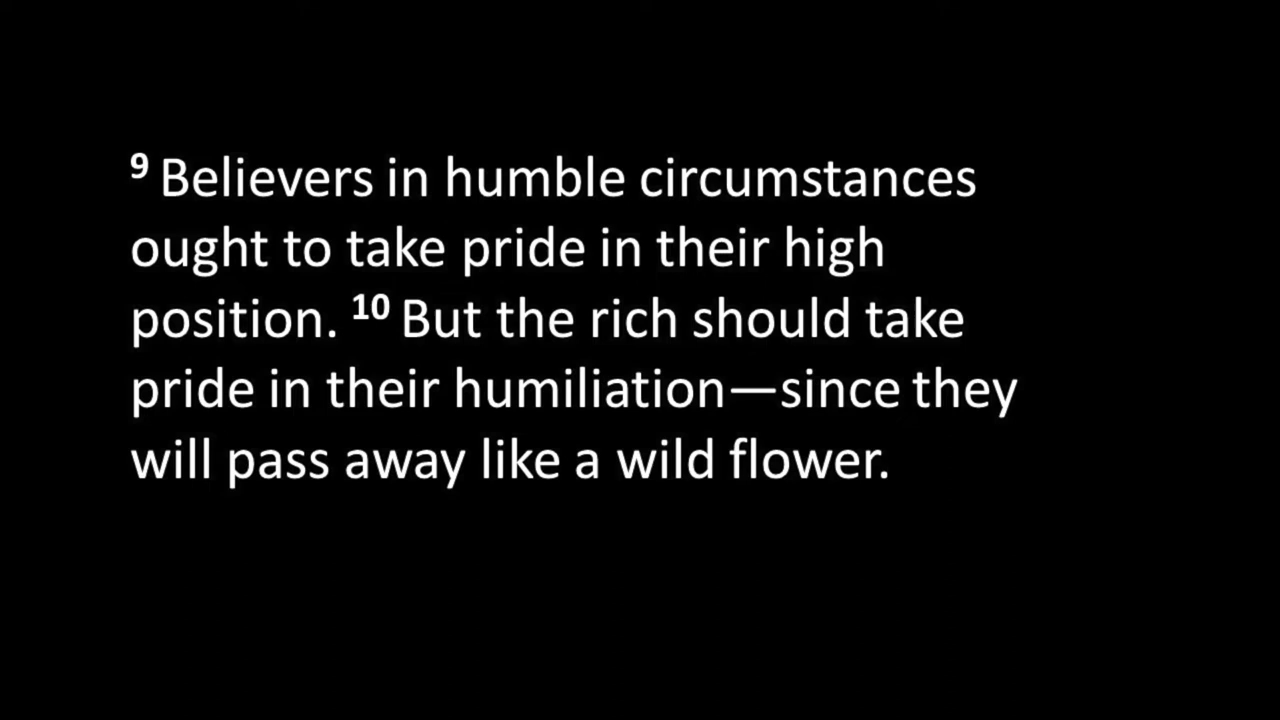 9 Believers in humble circumstances
ought to take pride in their high
position. 10 But the rich should take
pride in their humiliation—since they
will pass away like a wild flower.